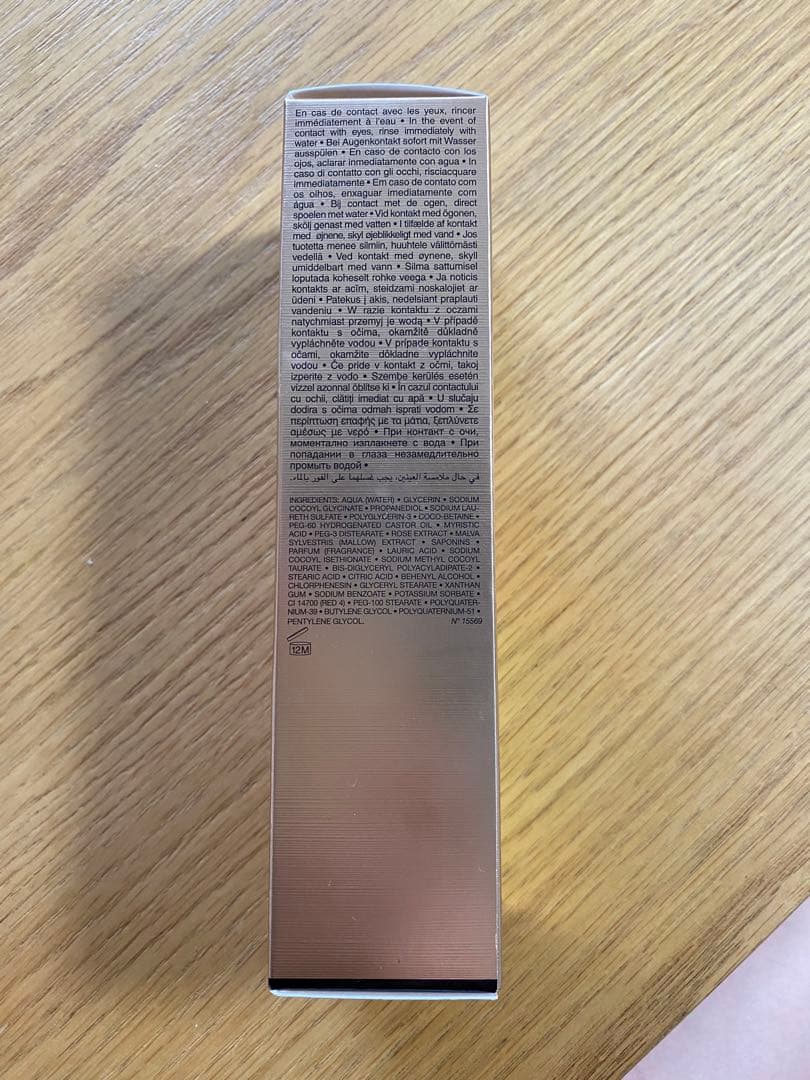 En cas de contact avec les yeux, rincer
immédiatement à l'eau • In the event of
contact with eyes, rinse immediately with
water • Bei Augenkontakt sofort mit Wasser
ausspülen • En caso de contacto con los
ojos, aclarar inmediatamente con agua • In
caso di contatto con gli occhi, risciacquare
immediatamente • Em caso de contato com
os olhos, enxaguar imediatamente com
água • Bij contact met de ogen, direct
spoelen met water • Vid kontakt med ögonen,
skölj genast med vatten • I tilfælde af kontakt
med øjnene, skyl øjeblikkeligt med vand • Jos
tuotetta menee silmiin, huuhtele välittömästi
vedellä • Ved kontakt med øynene, skyll
umiddelbart med vann • Silma sattumisel
loputada koheselt rohke veega • Ja noticis
kontakts ar acīm, steidzami noskalojiet ar
ūdeni • Patekus į akis, nedelsiant praplauti
vandeniu • W razie kontaktu z oczami
natychmiast przemyj je wodą • V případě
kontaktu s očima, okamžitě důkladně
vypláchněte vodou • V prípade kontaktu s
očami, okamžite dôkladne vypláchnite
vodou • Če pride v kontakt z očmi, takoj
izperite z vodo • Szembe kerülés esetén
vízzel azonnal öblítse ki • În cazul contactului
cu ochii, clătiți imediat cu apă • U slučaju
dodira s očima odmah isprati vodom • Σε
περίπτωση επαφής με τα μάτια, ξεπλύνετε
αμέσως με νερό • При контакт с очи,
моментално изплакнете с вода • При
попадании в глаза незамедлительно
промыть водой •
في حال ملامسة العينين، يجب غسلهما على الفور بالماء.
INGREDIENTS: AQUA (WATER) • GLYCERIN • SODIUM
COCOYL GLYCINATE • PROPANEDIOL • SODIUM LAU-
RETH SULFATE • POLYGLYCERIN-3 • COCO-BETAINE •
PEG-60 HYDROGENATED CASTOR OIL • MYRISTIC
ACID • PEG-3 DISTEARATE • ROSE EXTRACT • MALVA
SYLVESTRIS (MALLOW) EXTRACT • SAPONINS •
PARFUM (FRAGRANCE) • LAURIC ACID • SODIUM
COCOYL ISETHIONATE • SODIUM METHYL COCOYL
TAURATE • BIS-DIGLYCERYL POLYACYLADIPATE-2 •
STEARIC ACID • CITRIC ACID • BEHENYL ALCOHOL •
CHLORPHENESIN • GLYCERYL STEARATE • XANTHAN
GUM • SODIUM BENZOATE • POTASSIUM SORBATE •
CI 14700 (RED 4) • PEG-100 STEARATE • POLYQUATER-
NIUM-39 • BUTYLENE GLYCOL • POLYQUATERNIUM-51 •
PENTYLENE GLYCOL. N° 15569
12M